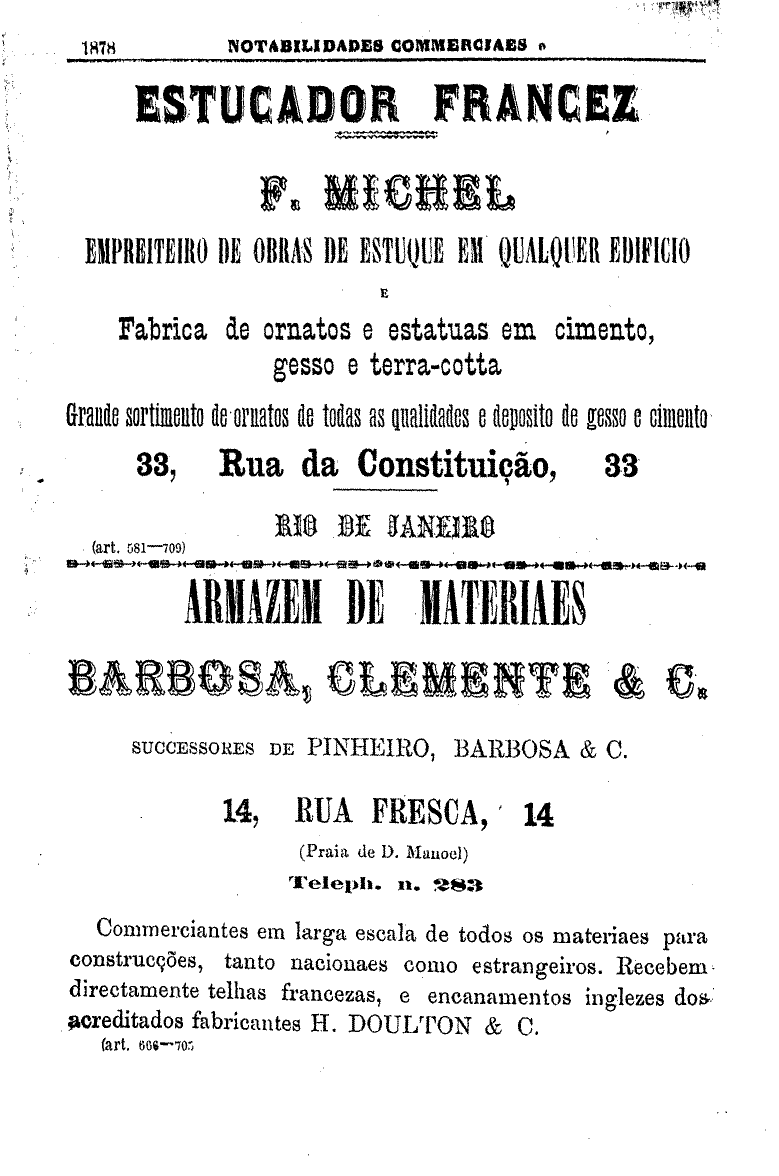 1878 NOTABILIDADES COMMERCIAES
ESTUCADOR FRANCEZ
F. MICHEL
EMPREITEIRO DE OBRAS DE ESTUQUE EM QUALQUER EDIFICIO
E
Fabrica de ornatos e estatuas em cimento,
gesso e terra-cotta
Grande sortimento de ornatos de todas as qualidades e deposito de gesso e cimento
33, Rua da Constituição, 33
RIO DE JANEIRO
(art. 581—709)
ARMAZEM DE MATERIAES
BARBOSA, CLEMENTE & C.
SUCCESSORES DE PINHEIRO, BARBOSA & C.
14, RUA FRESCA, 14
(Praia de D. Manoel)
Teleph. n. 283
Commerciantes em larga escala de todos os materiaes para
construcções, tanto nacionaes como estrangeiros. Recebem
directamente telhas francezas, e encanamentos inglezes dos
acreditados fabricantes H. DOULTON & C.
(art.